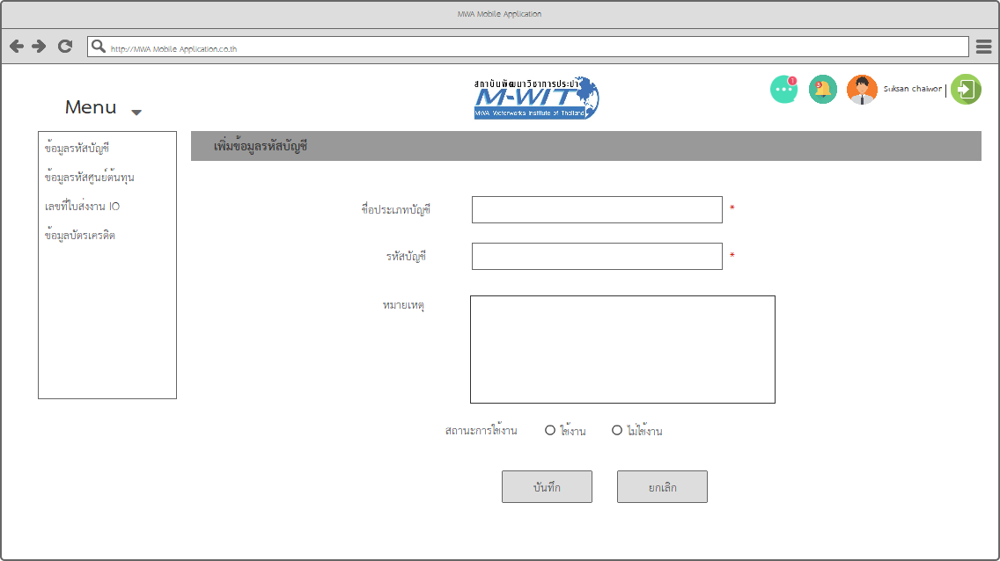 MWA Mobile Application
http://MWA Mobile Application.co.th
สถาบันพัฒนาวิชาการประปา
M-WIT
MWA Waterworks Institute of Thailand
1
3
Suksan chaiwon |
Menu
ข้อมูลรหัสบัญชี
ข้อมูลรหัสศูนย์ต้นทุน
เลขที่ใบส่งงาน IO
ข้อมูลบัตรเครดิต
เพิ่มข้อมูลรหัสบัญชี
ชื่อประเภทบัญชี *
รหัสบัญชี *
หมายเหตุ
สถานะการใช้งาน ใช้งาน ไม่ใช้งาน
บันทึก ยกเลิก